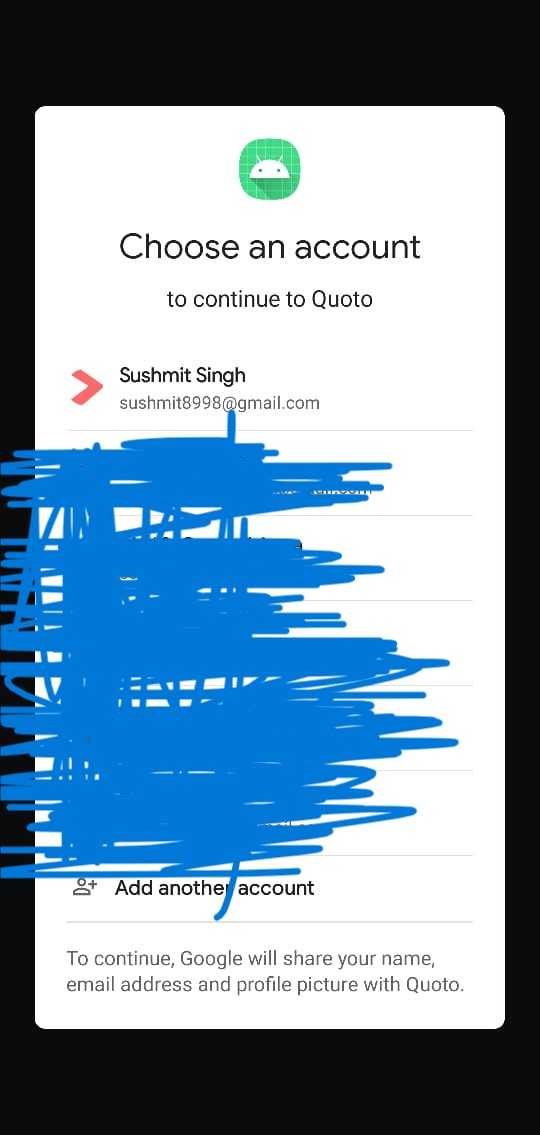 Choose an account
to continue to Quoto
Sushmit Singh
sushmit8998@gmail.com
Add another account
To continue, Google will share your name,
email address and profile picture with Quoto.